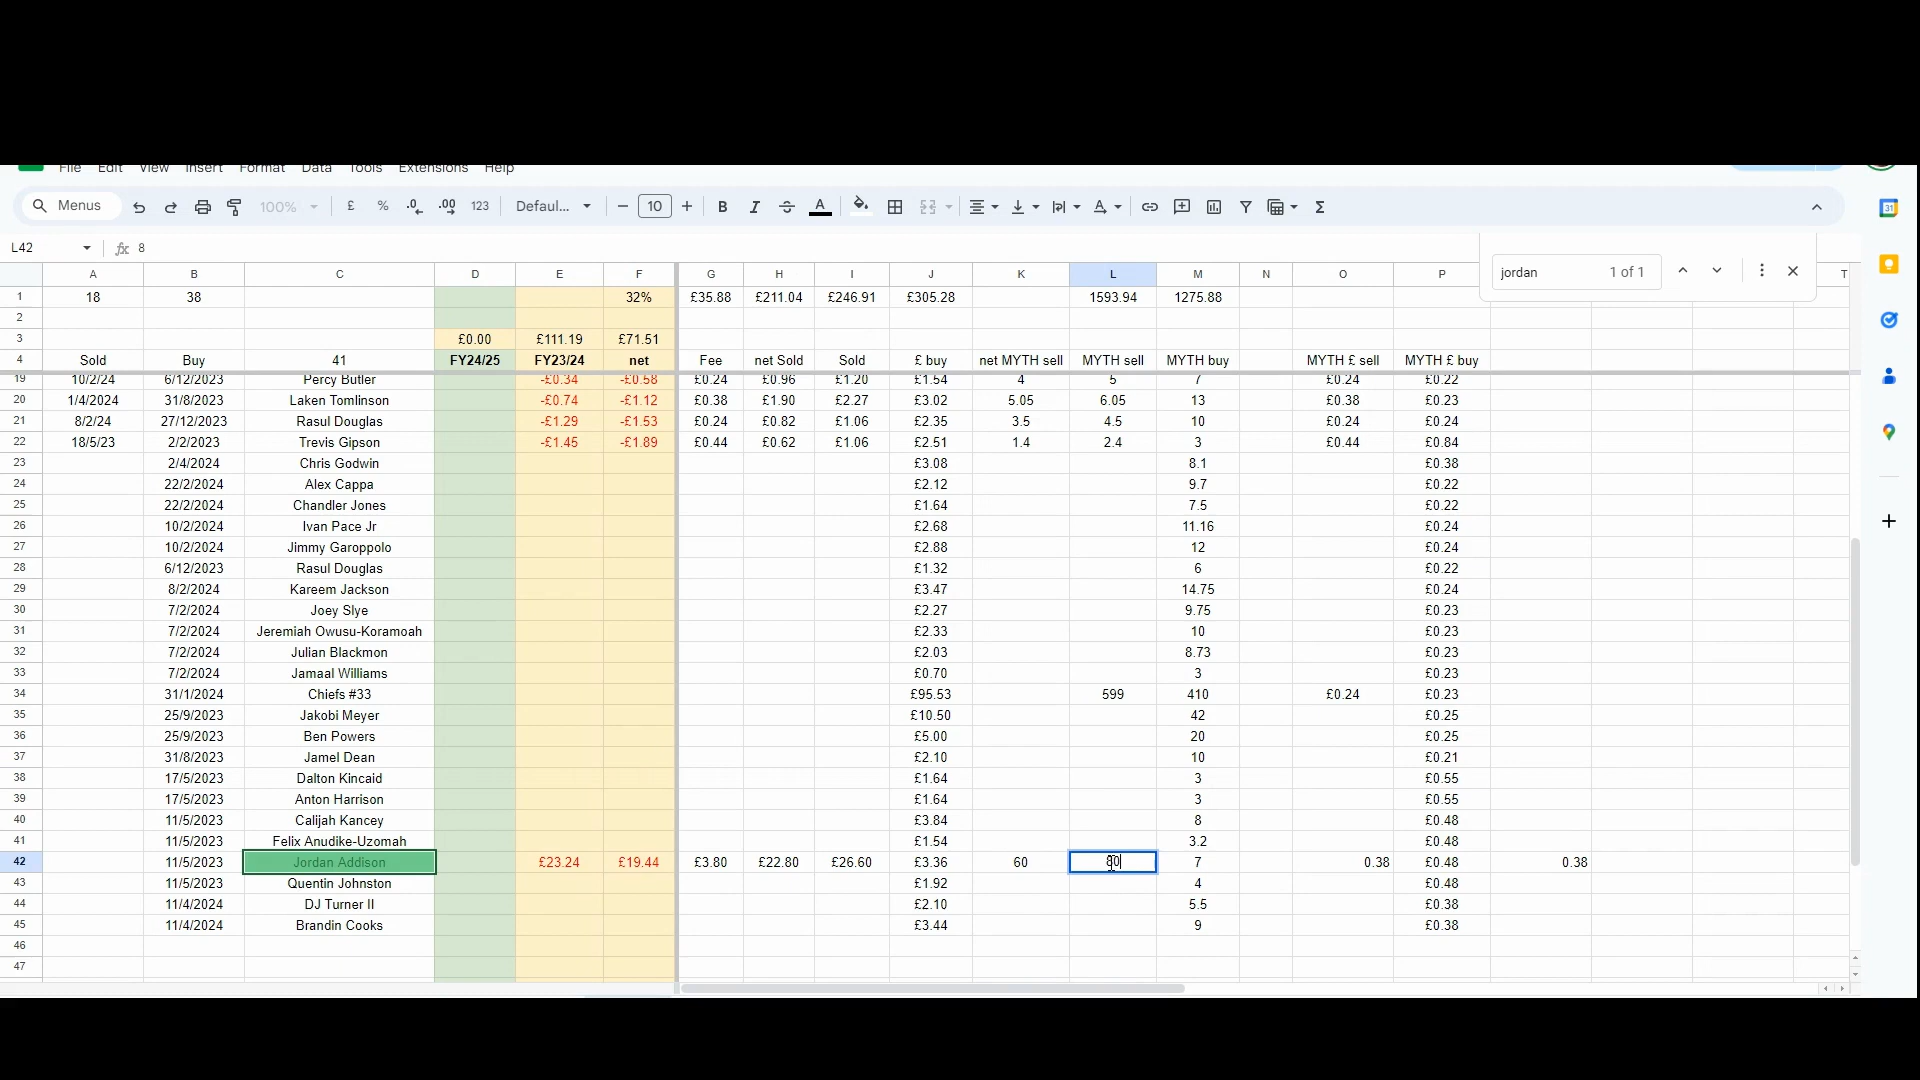 File Edit View Insert Format Data Tools Extensions Help
Menus 100% £ % .0 .00 123 Defaul... 10 B I A Σ
L42 fx 8
jordan 1 of 1
A B C D E F G H I J K L M N O P T
1 18 38 32% £35.88 £211.04 £246.91 £305.28 1593.94 1275.88
2
3 £0.00 £111.19 £71.51
4 Sold Buy 41 FY24/25 FY23/24 net Fee net Sold Sold £ buy net MYTH sell MYTH sell MYTH buy MYTH £ sell MYTH £ buy
19 10/2/24 6/12/2023 Percy Butler -£0.34 -£0.58 £0.24 £0.96 £1.20 £1.54 4 5 7 £0.24 £0.22
20 1/4/2024 31/8/2023 Laken Tomlinson -£0.74 -£1.12 £0.38 £1.90 £2.27 £3.02 5.05 6.05 13 £0.38 £0.23
21 8/2/24 27/12/2023 Rasul Douglas -£1.29 -£1.53 £0.24 £0.82 £1.06 £2.35 3.5 4.5 10 £0.24 £0.24
22 18/5/23 2/2/2023 Trevis Gipson -£1.45 -£1.89 £0.44 £0.62 £1.06 £2.51 1.4 2.4 3 £0.44 £0.84
23 2/4/2024 Chris Godwin £3.08 8.1 £0.38
24 22/2/2024 Alex Cappa £2.12 9.7 £0.22
25 22/2/2024 Chandler Jones £1.64 7.5 £0.22
26 10/2/2024 Ivan Pace Jr £2.68 11.16 £0.24
27 10/2/2024 Jimmy Garoppolo £2.88 12 £0.24
28 6/12/2023 Rasul Douglas £1.32 6 £0.22
29 8/2/2024 Kareem Jackson £3.47 14.75 £0.24
30 7/2/2024 Joey Slye £2.27 9.75 £0.23
31 7/2/2024 Jeremiah Owusu-Koramoah £2.33 10 £0.23
32 7/2/2024 Julian Blackmon £2.03 8.73 £0.23
33 7/2/2024 Jamaal Williams £0.70 3 £0.23
34 31/1/2024 Chiefs #33 £95.53 599 410 £0.24 £0.23
35 25/9/2023 Jakobi Meyer £10.50 42 £0.25
36 25/9/2023 Ben Powers £5.00 20 £0.25
37 31/8/2023 Jamel Dean £2.10 10 £0.21
38 17/5/2023 Dalton Kincaid £1.64 3 £0.55
39 17/5/2023 Anton Harrison £1.64 3 £0.55
40 11/5/2023 Calijah Kancey £3.84 8 £0.48
41 11/5/2023 Felix Anudike-Uzomah £1.54 3.2 £0.48
42 11/5/2023 Jordan Addison £23.24 £19.44 £3.80 £22.80 £26.60 £3.36 60 80 7 0.38 £0.48 0.38
43 11/5/2023 Quentin Johnston £1.92 4 £0.48
44 11/4/2024 DJ Turner II £2.10 5.5 £0.38
45 11/4/2024 Brandin Cooks £3.44 9 £0.38
46
47